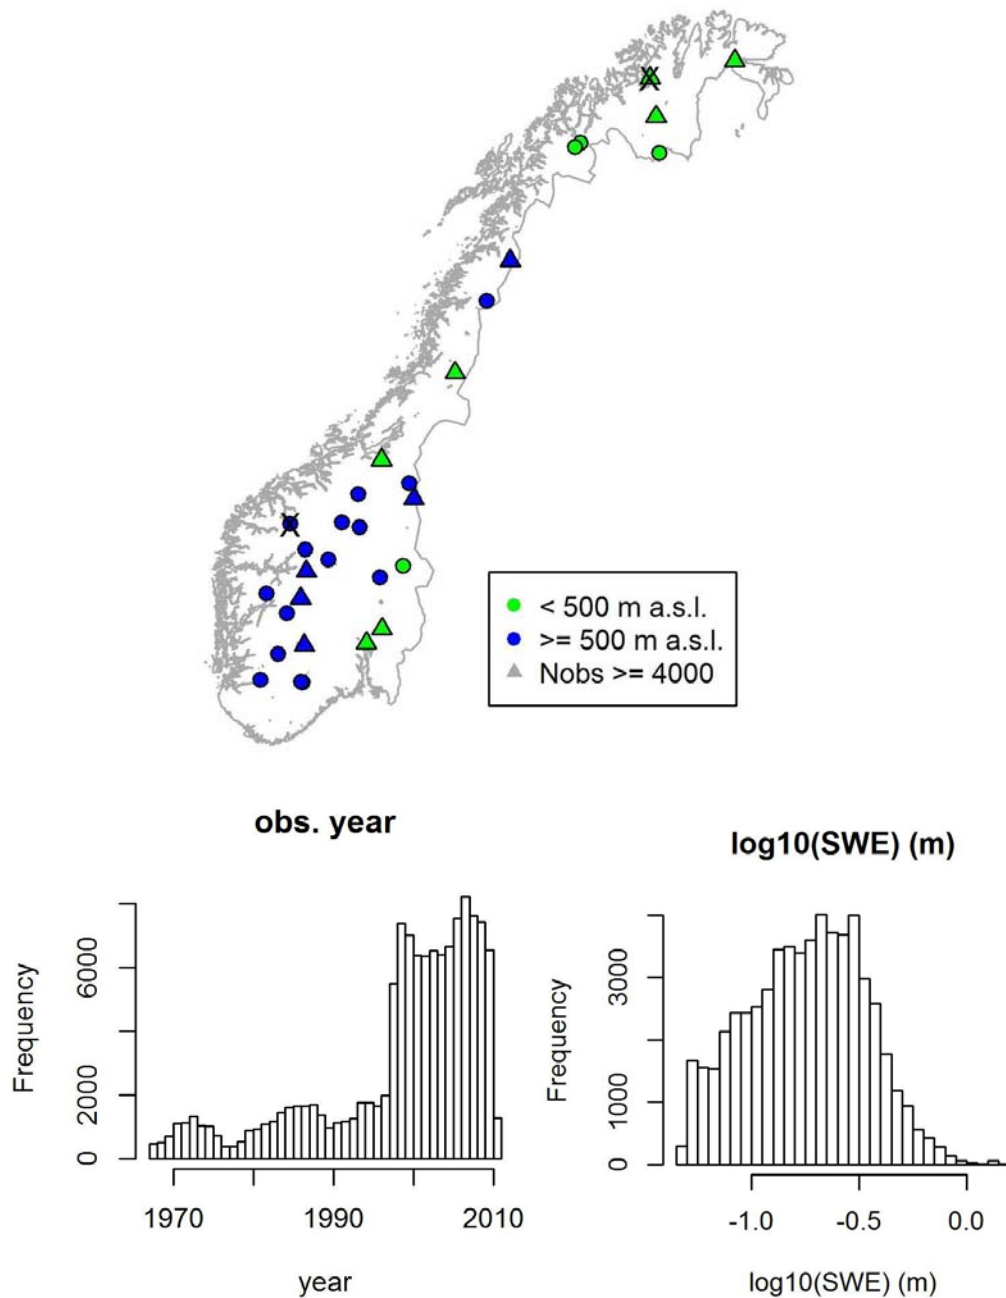 < 500 m a.s.l.
>= 500 m a.s.l.
Nobs >= 4000
obs. year
Frequency
0
2000
6000
1970
1990
2010
year
log10(SWE) (m)
Frequency
0
1000
3000
-1.0
-0.5
0.0
log10(SWE) (m)